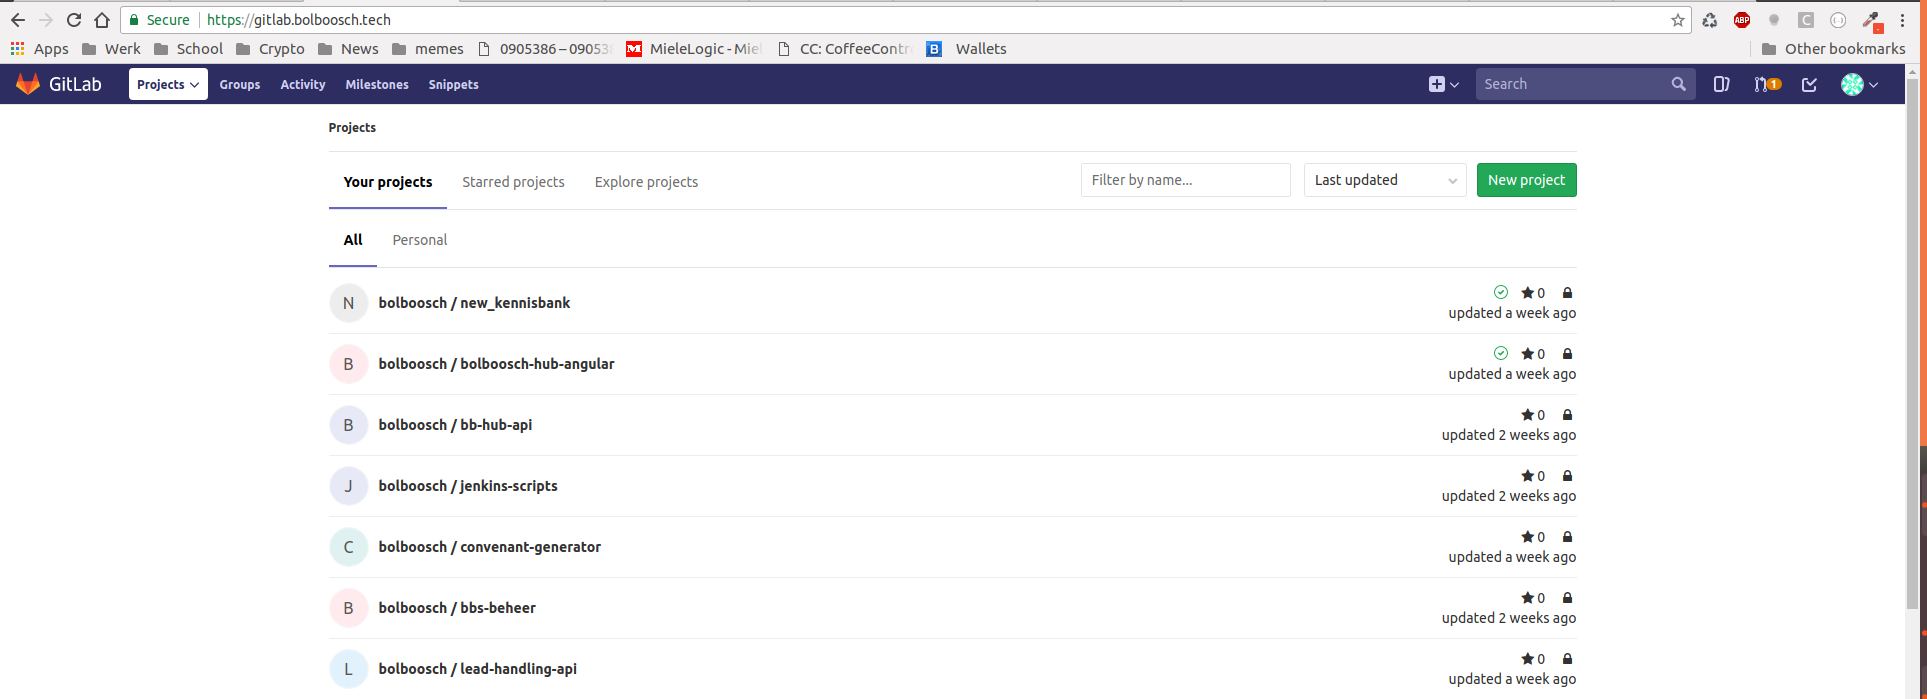 Secure https://gitlab.bolboosch.tech
ABP C
Apps Werk School Crypto News memes 0905386 – 0905 MieleLogic - Mie CC: CoffeeContr B Wallets Other bookmarks
GitLab Projects Groups Activity Milestones Snippets Search 1
Projects
Your projects Starred projects Explore projects Filter by name... Last updated New project
All Personal
N bolboosch / new_kennisbank 0
updated a week ago
B bolboosch / bolboosch-hub-angular 0
updated a week ago
B bolboosch / bb-hub-api 0
updated 2 weeks ago
J bolboosch / jenkins-scripts 0
updated 2 weeks ago
C bolboosch / convenant-generator 0
updated a week ago
B bolboosch / bbs-beheer 0
updated 2 weeks ago
L bolboosch / lead-handling-api 0
updated a week ago